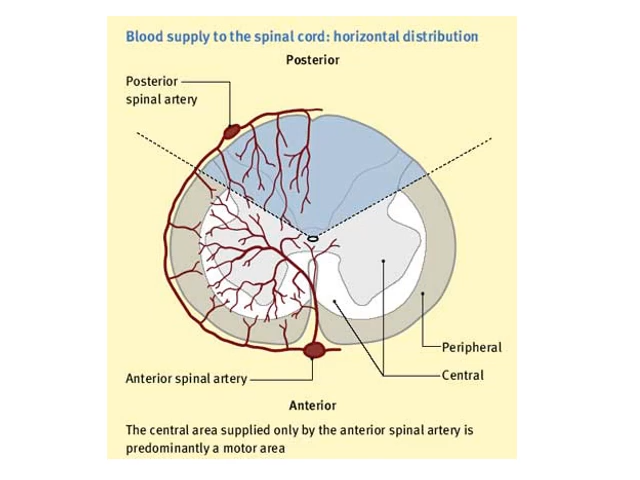 Blood supply to the spinal cord: horizontal distribution
Posterior
Posterior
spinal artery
Peripheral
Central
Anterior spinal artery
Anterior
The central area supplied only by the anterior spinal artery is
predominantly a motor area